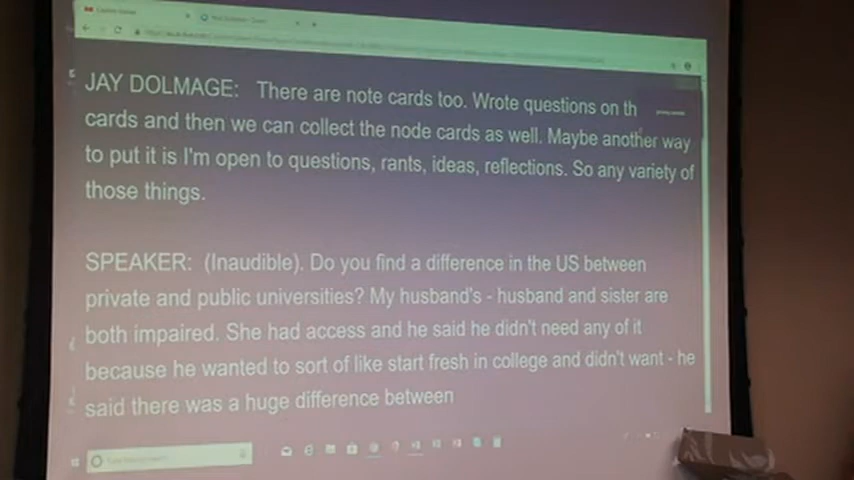 JAY DOLMAGE: There are note cards too. Wrote questions on th
cards and then we can collect the node cards as well. Maybe another way
to put it is I'm open to questions, rants, ideas, reflections. So any variety of
those things.
SPEAKER: (Inaudible). Do you find a difference in the US between
private and public universities? My husband's - husband and sister are
both impaired. She had access and he said he didn't need any of it
because he wanted to sort of like start fresh in college and didn't want - he
said there was a huge difference between